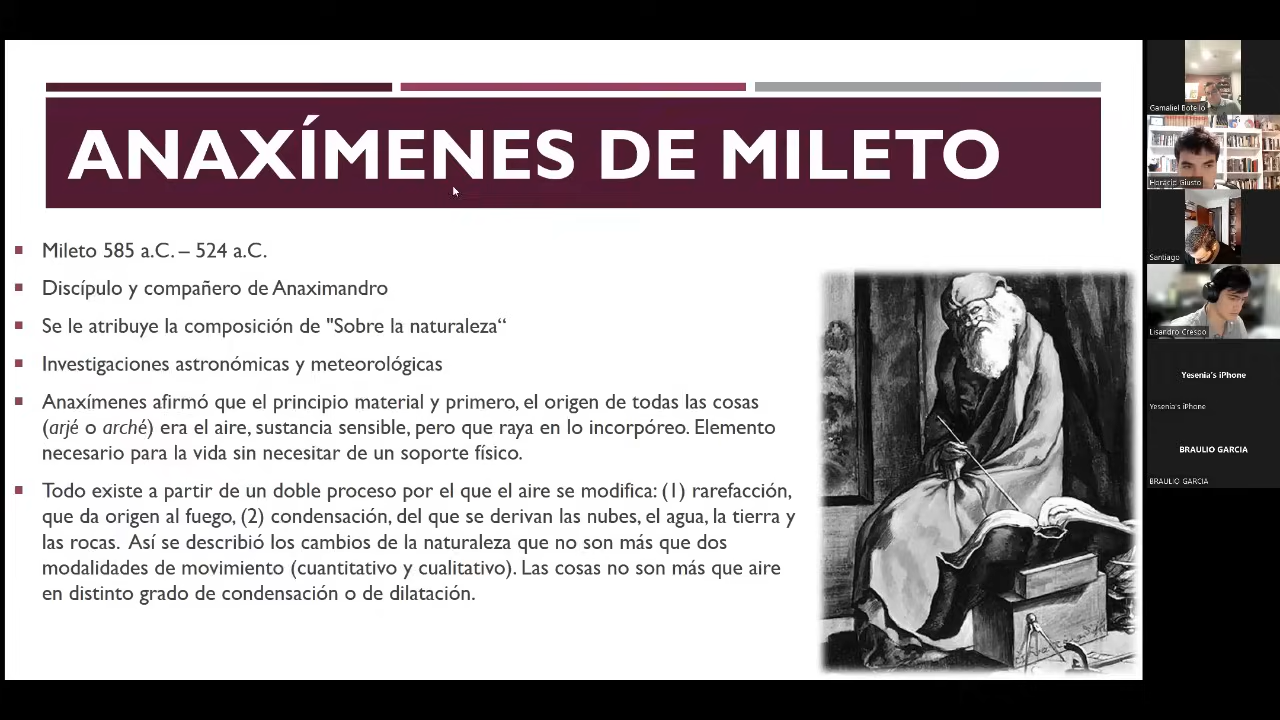 ANAXÍMENES DE MILETO
Mileto 585 a.C. – 524 a.C.
Discípulo y compañero de Anaximandro
Se le atribuye la composición de "Sobre la naturaleza“
Investigaciones astronómicas y meteorológicas
Anaxímenes afirmó que el principio material y primero, el origen de todas las cosas
(arjé o arché) era el aire, sustancia sensible, pero que raya en lo incorpóreo. Elemento
necesario para la vida sin necesitar de un soporte físico.
Todo existe a partir de un doble proceso por el que el aire se modifica: (1) rarefacción,
que da origen al fuego, (2) condensación, del que se derivan las nubes, el agua, la tierra y
las rocas. Así se describió los cambios de la naturaleza que no son más que dos
modalidades de movimiento (cuantitativo y cualitativo). Las cosas no son más que aire
en distinto grado de condensación o de dilatación.
Gamaliel Botello
Horacio Giusto
Santiago
Lisandro Crespo
Yesenia's iPhone
Yesenia's iPhone
BRAULIO GARCIA
BRAULIO GARCIA